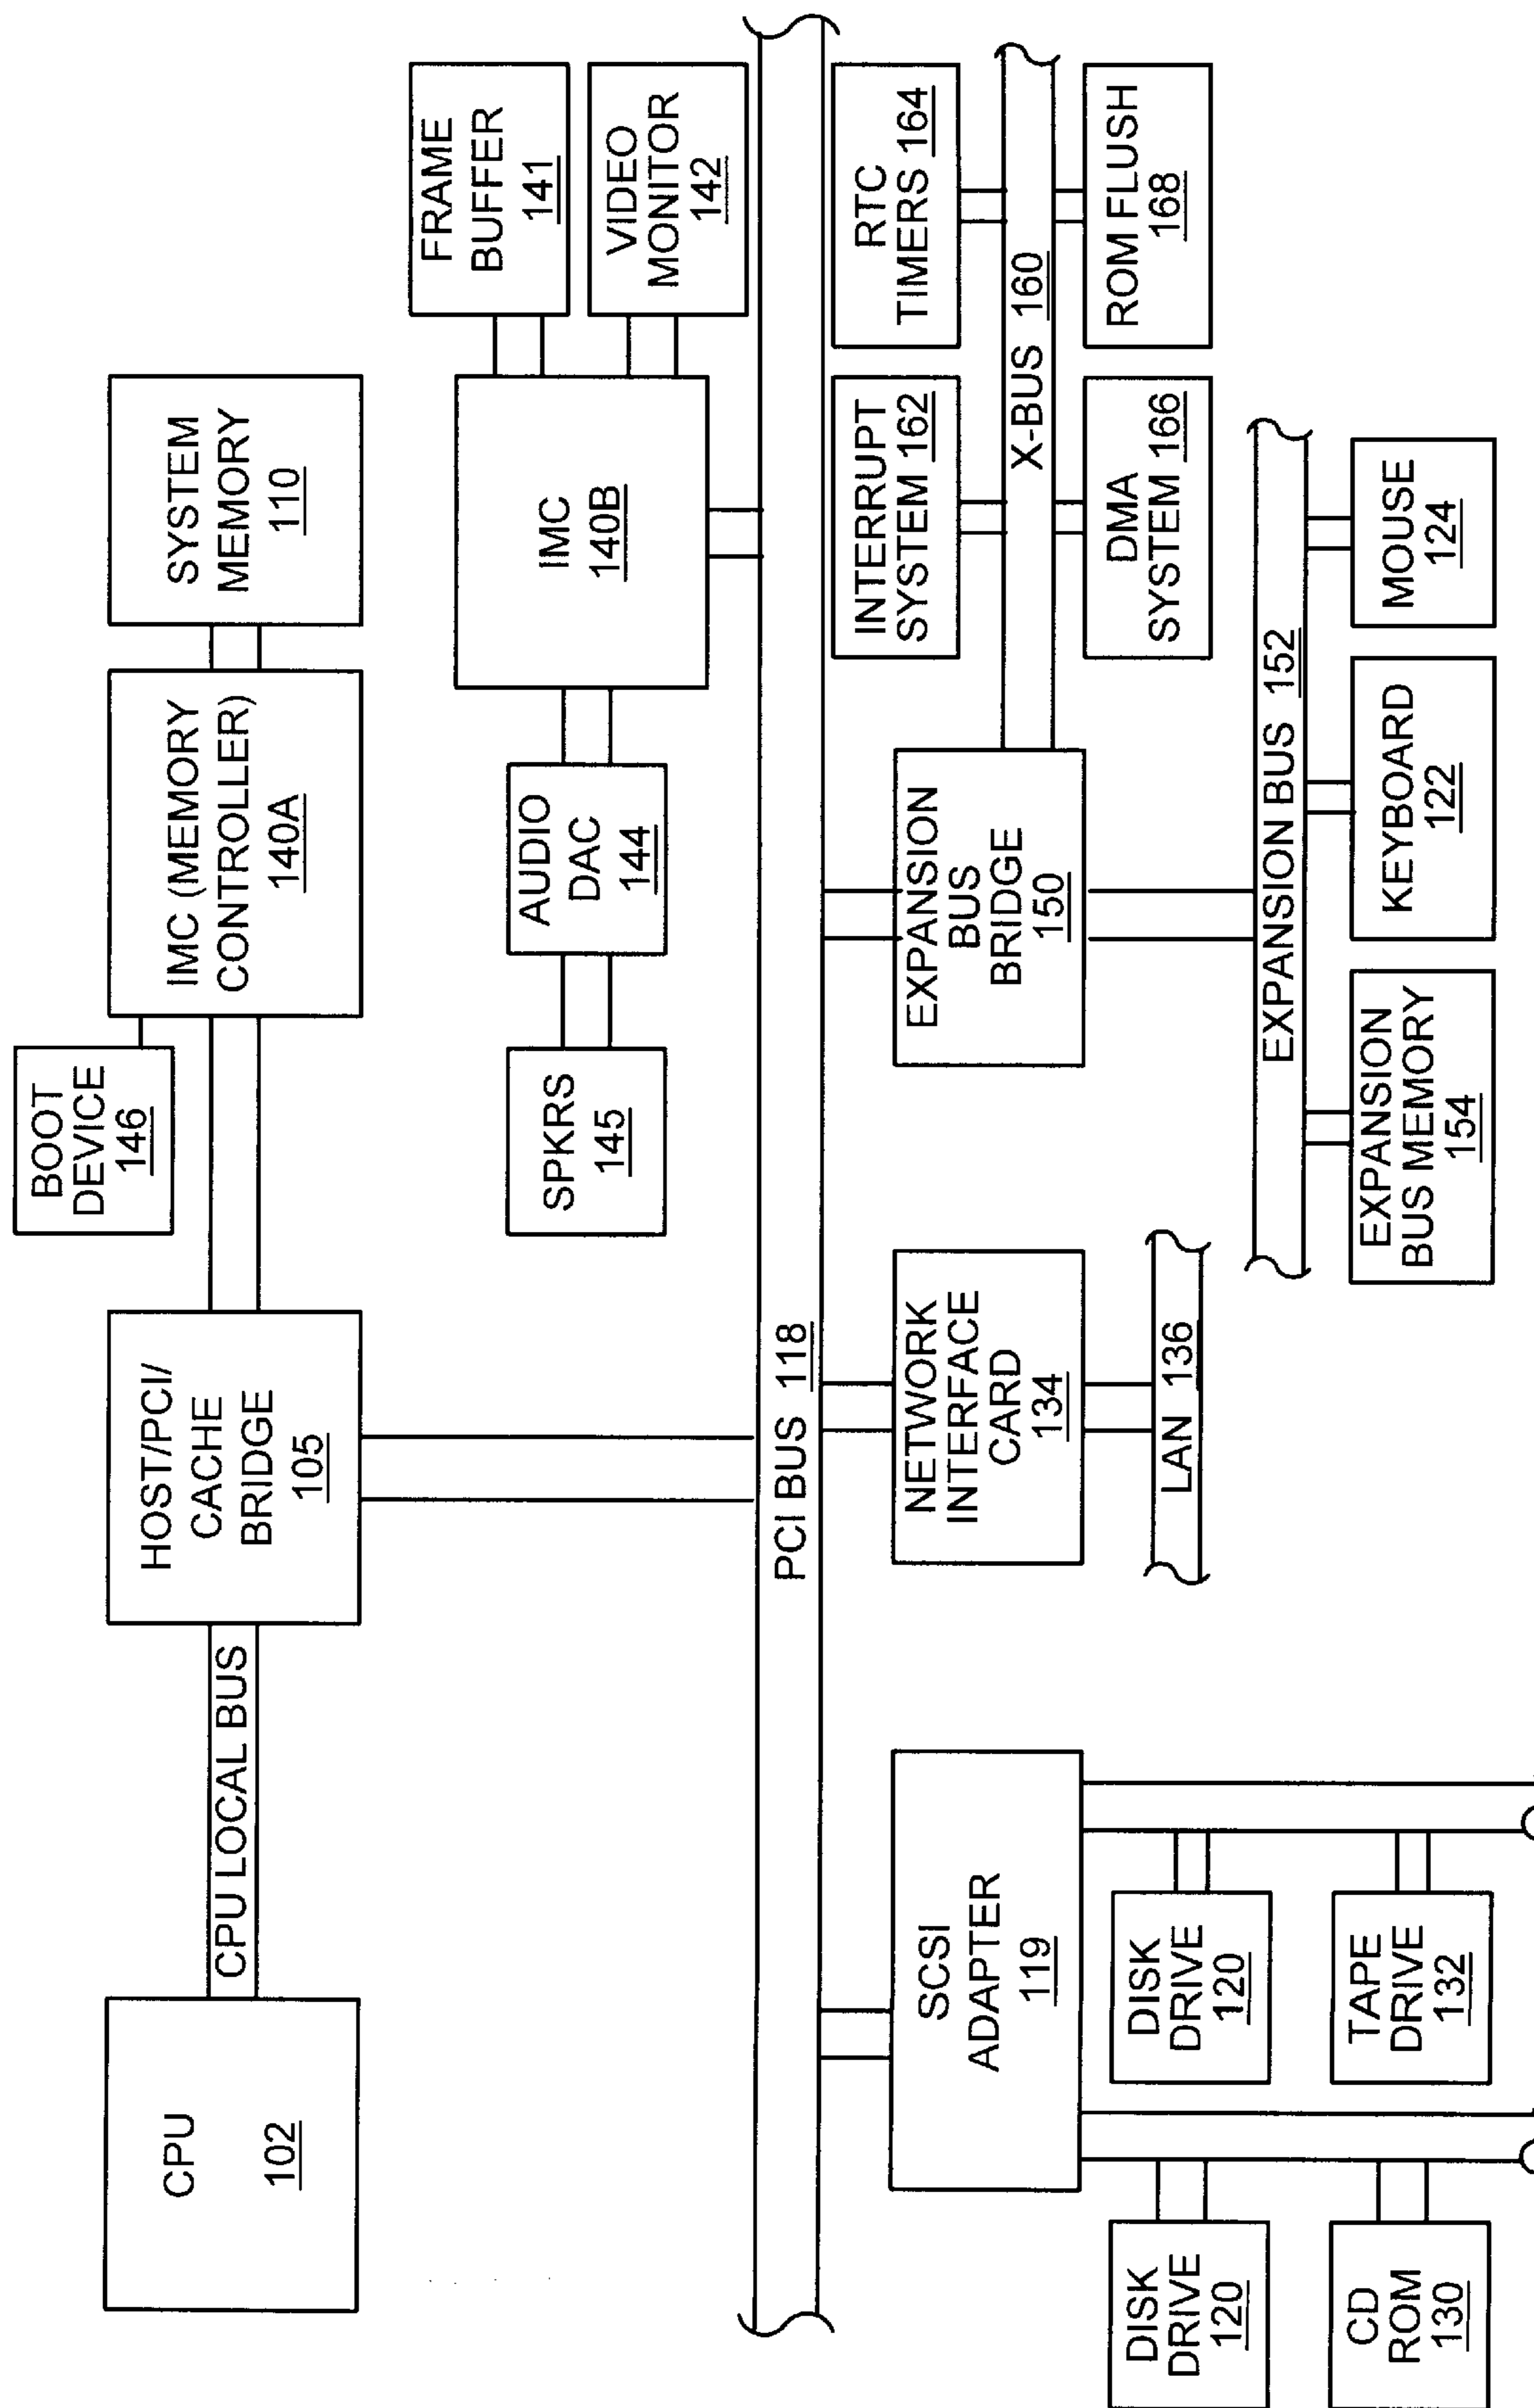 CPU
102
CPU LOCAL BUS
HOST/PCI/
CACHE
BRIDGE
105
BOOT
DEVICE
146
IMC (MEMORY
CONTROLLER)
140A
SYSTEM
MEMORY
110
SPKRS
145
AUDIO
DAC
144
IMC
140B
FRAME
BUFFER
141
VIDEO
MONITOR
142
PCI BUS 118
SCSI
ADAPTER
119
DISK
DRIVE
120
DISK
DRIVE
120
CD
ROM
130
TAPE
DRIVE
132
NETWORK
INTERFACE
CARD
134
LAN 136
EXPANSION
BUS
BRIDGE
150
INTERRUPT
SYSTEM 162
RTC
TIMERS 164
X-BUS 160
DMA
SYSTEM 166
ROM FLUSH
168
EXPANSION BUS 152
EXPANSION
BUS MEMORY
154
KEYBOARD
122
MOUSE
124